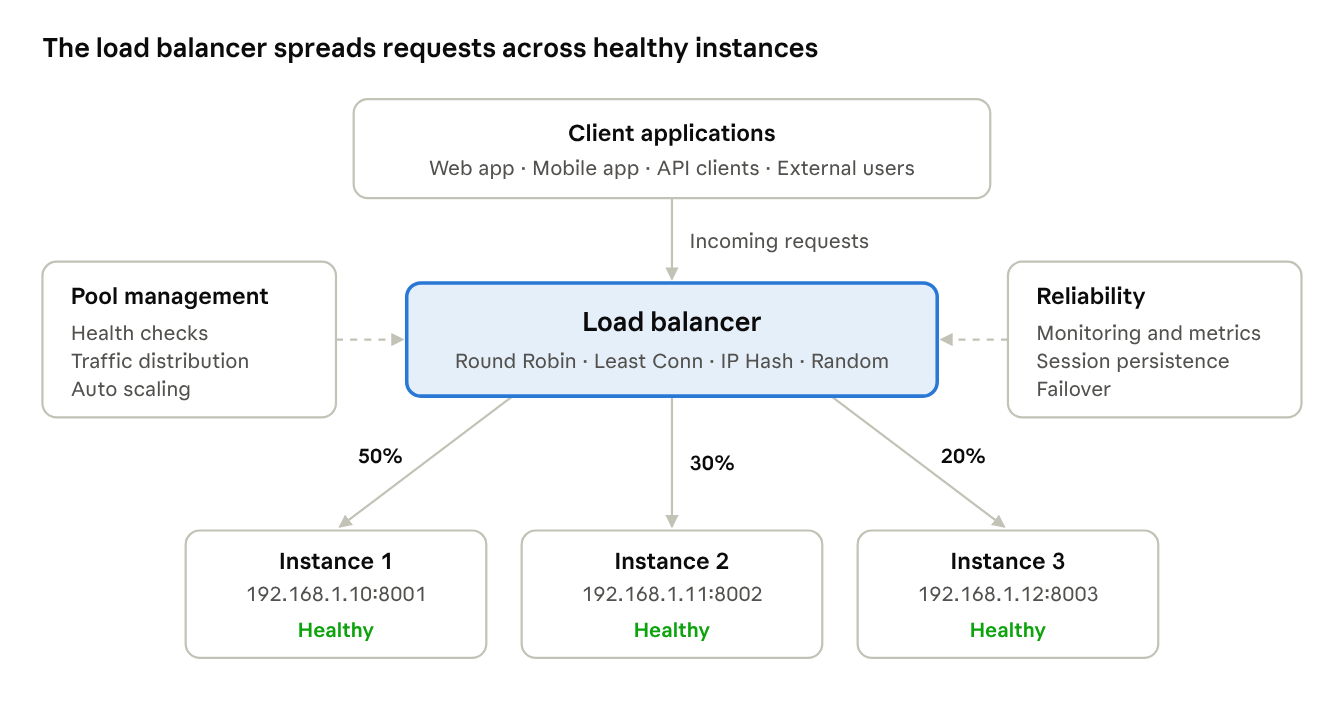 The load balancer spreads requests across healthy instances
Client applications
Web app · Mobile app · API clients · External users
Incoming requests
Pool management
Health checks
Traffic distribution
Auto scaling
Load balancer
Round Robin · Least Conn · IP Hash · Random
Reliability
Monitoring and metrics
Session persistence
Failover
50%
30%
20%
Instance 1
192.168.1.10:8001
Healthy
Instance 2
192.168.1.11:8002
Healthy
Instance 3
192.168.1.12:8003
Healthy